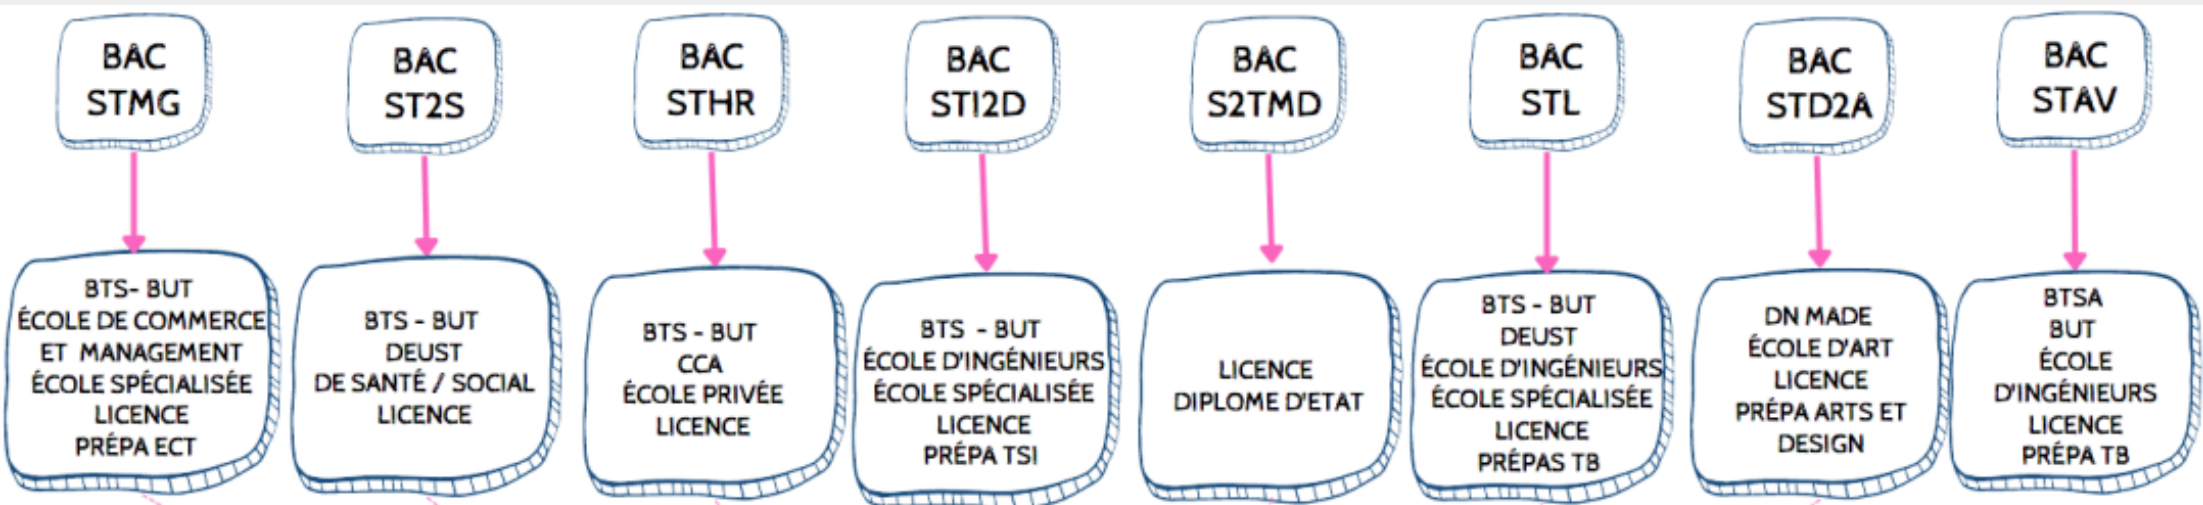 BAC
STMG
BAC
ST2S
BAC
STHR
BAC
STI2D
BAC
S2TMD
BAC
STL
BAC
STD2A
BAC
STAV
BTS- BUT
ÉCOLE DE COMMERCE
ET MANAGEMENT
ÉCOLE SPÉCIALISÉE
LICENCE
PRÉPA ECT
BTS - BUT
DEUST
DE SANTÉ / SOCIAL
LICENCE
BTS - BUT
CCA
ÉCOLE PRIVÉE
LICENCE
BTS - BUT
ÉCOLE D'INGÉNIEURS
ÉCOLE SPÉCIALISÉE
LICENCE
PRÉPA TSI
LICENCE
DIPLOME D'ETAT
BTS - BUT
DEUST
ÉCOLE D'INGÉNIEURS
ÉCOLE SPÉCIALISÉE
LICENCE
PRÉPAS TB
DN MADE
ÉCOLE D'ART
LICENCE
PRÉPA ARTS ET
DESIGN
BTSA
BUT
ÉCOLE
D'INGÉNIEURS
LICENCE
PRÉPA TB